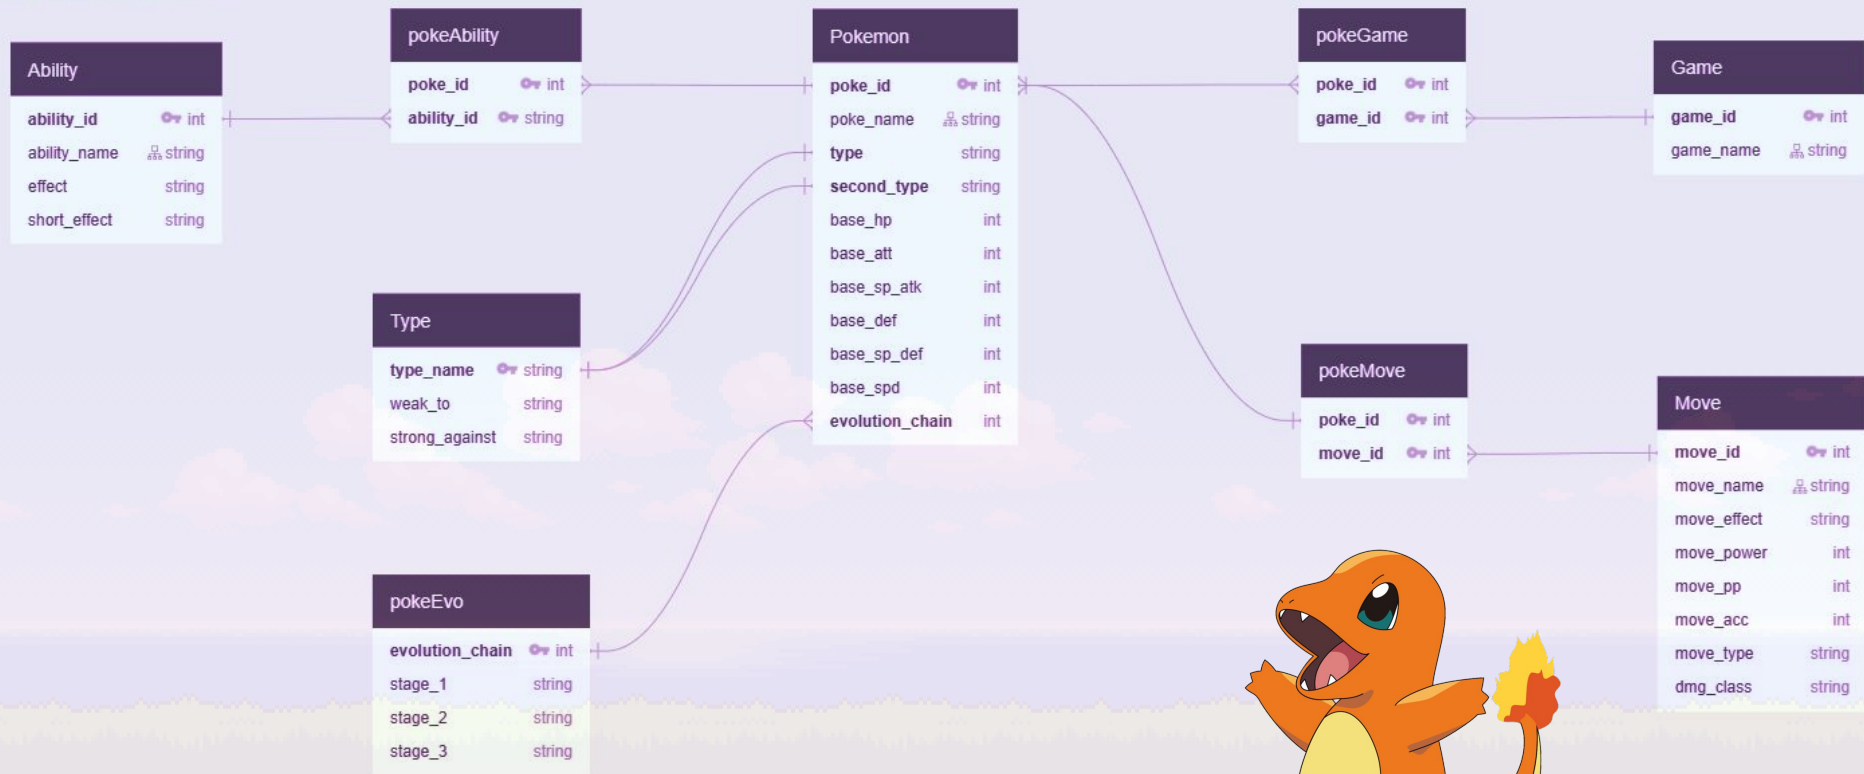 Ability
ability_id int
ability_name string
effect string
short_effect string
pokeAbility
poke_id int
ability_id string
Type
type_name string
weak_to string
strong_against string
pokeEvo
evolution_chain int
stage_1 string
stage_2 string
stage_3 string
Pokemon
poke_id int
poke_name string
type string
second_type string
base_hp int
base_att int
base_sp_atk int
base_def int
base_sp_def int
base_spd int
evolution_chain int
pokeGame
poke_id int
game_id int
pokeMove
poke_id int
move_id int
Game
game_id int
game_name string
Move
move_id int
move_name string
move_effect string
move_power int
move_pp int
move_acc int
move_type string
dmg_class string